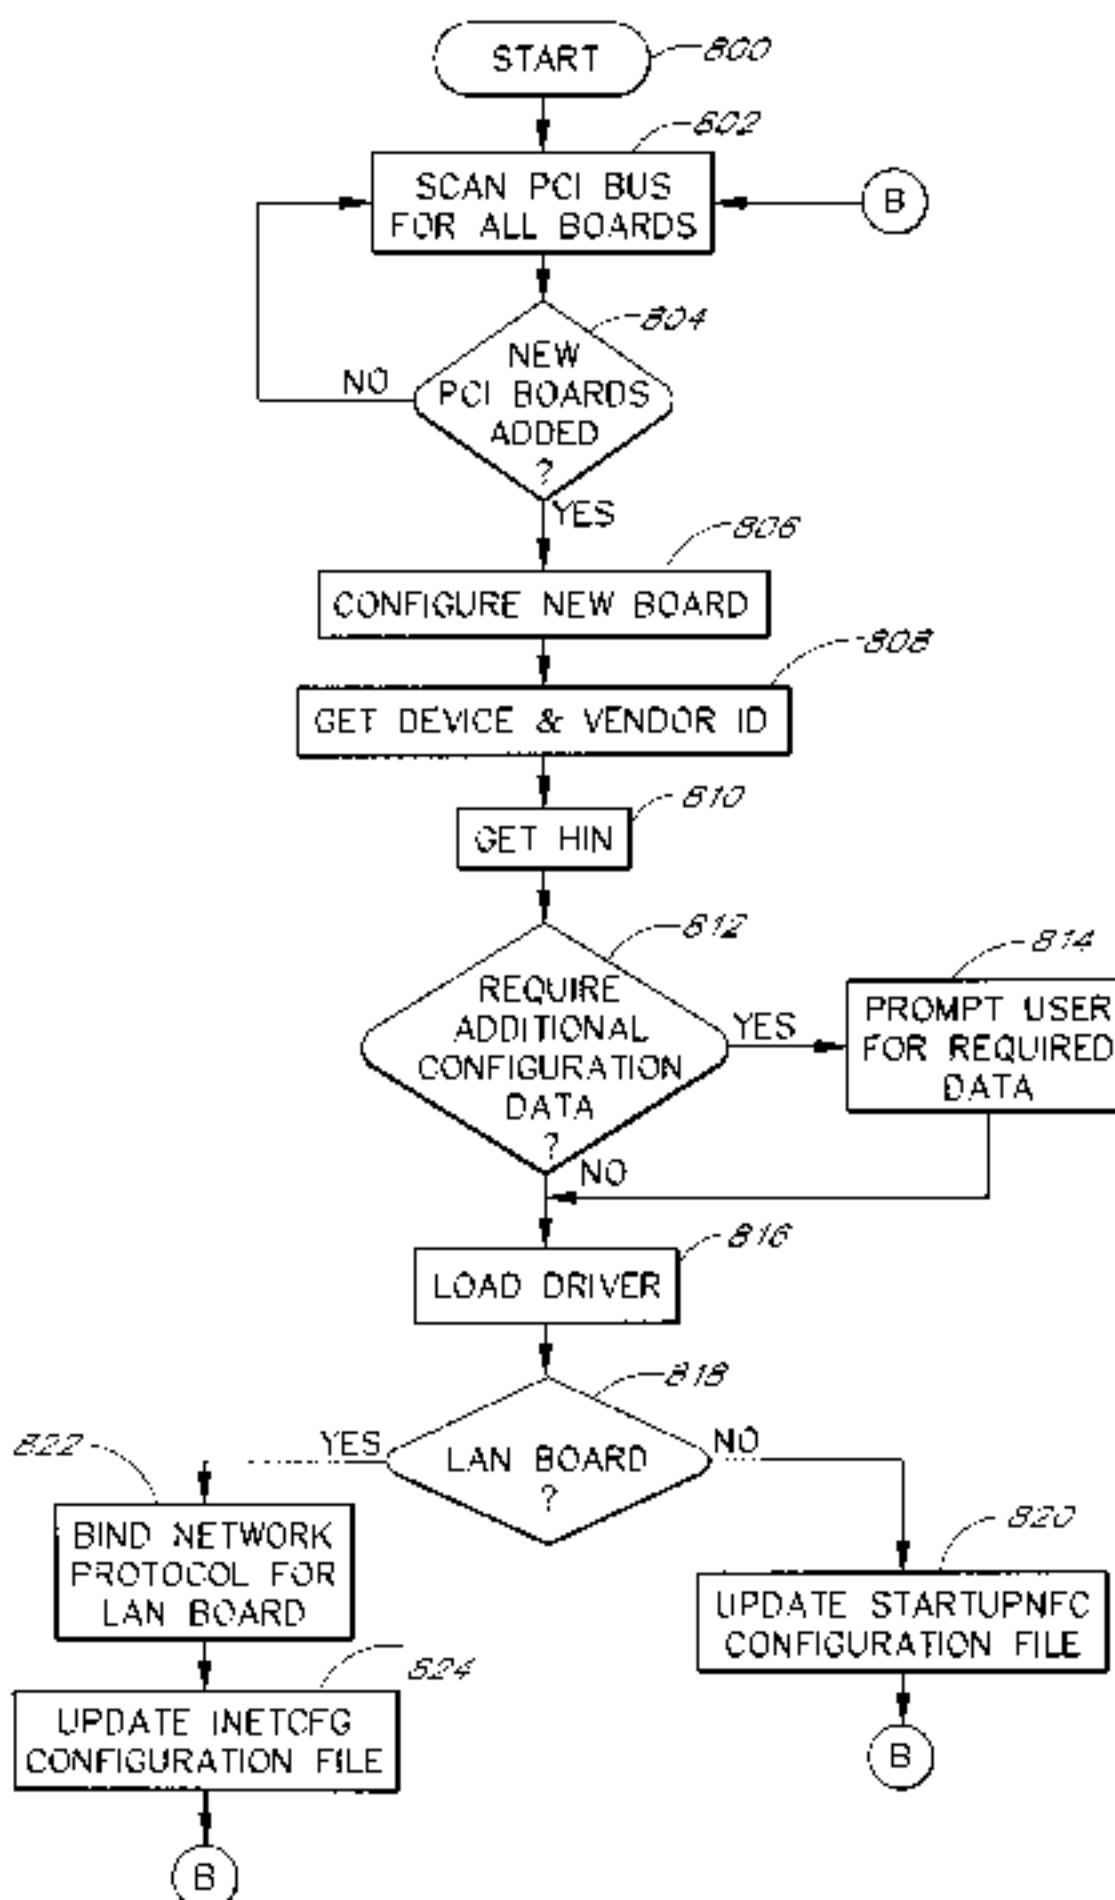 START
800
802
SCAN PCI BUS
FOR ALL BOARDS
B
804
NEW
PCI BOARDS
ADDED
?
NO
YES
806
CONFIGURE NEW BOARD
808
GET DEVICE & VENDOR ID
810
GET HIN
812
REQUIRE
ADDITIONAL
CONFIGURATION
DATA
?
YES
814
PROMPT USER
FOR REQUIRED
DATA
NO
816
LOAD DRIVER
818
LAN BOARD
?
YES
NO
822
BIND NETWORK
PROTOCOL FOR
LAN BOARD
820
UPDATE STARTUPNFC
CONFIGURATION FILE
824
UPDATE INETCFG
CONFIGURATION FILE
B
B